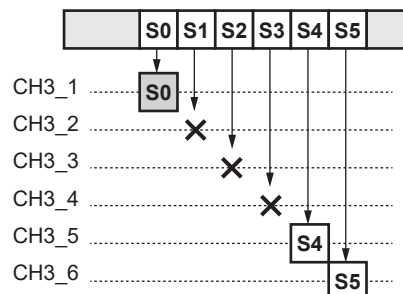 S0 S1 S2 S3 S4 S5
CH3_1 S0
CH3_2
CH3_3
CH3_4
CH3_5 S4
CH3_6 S5